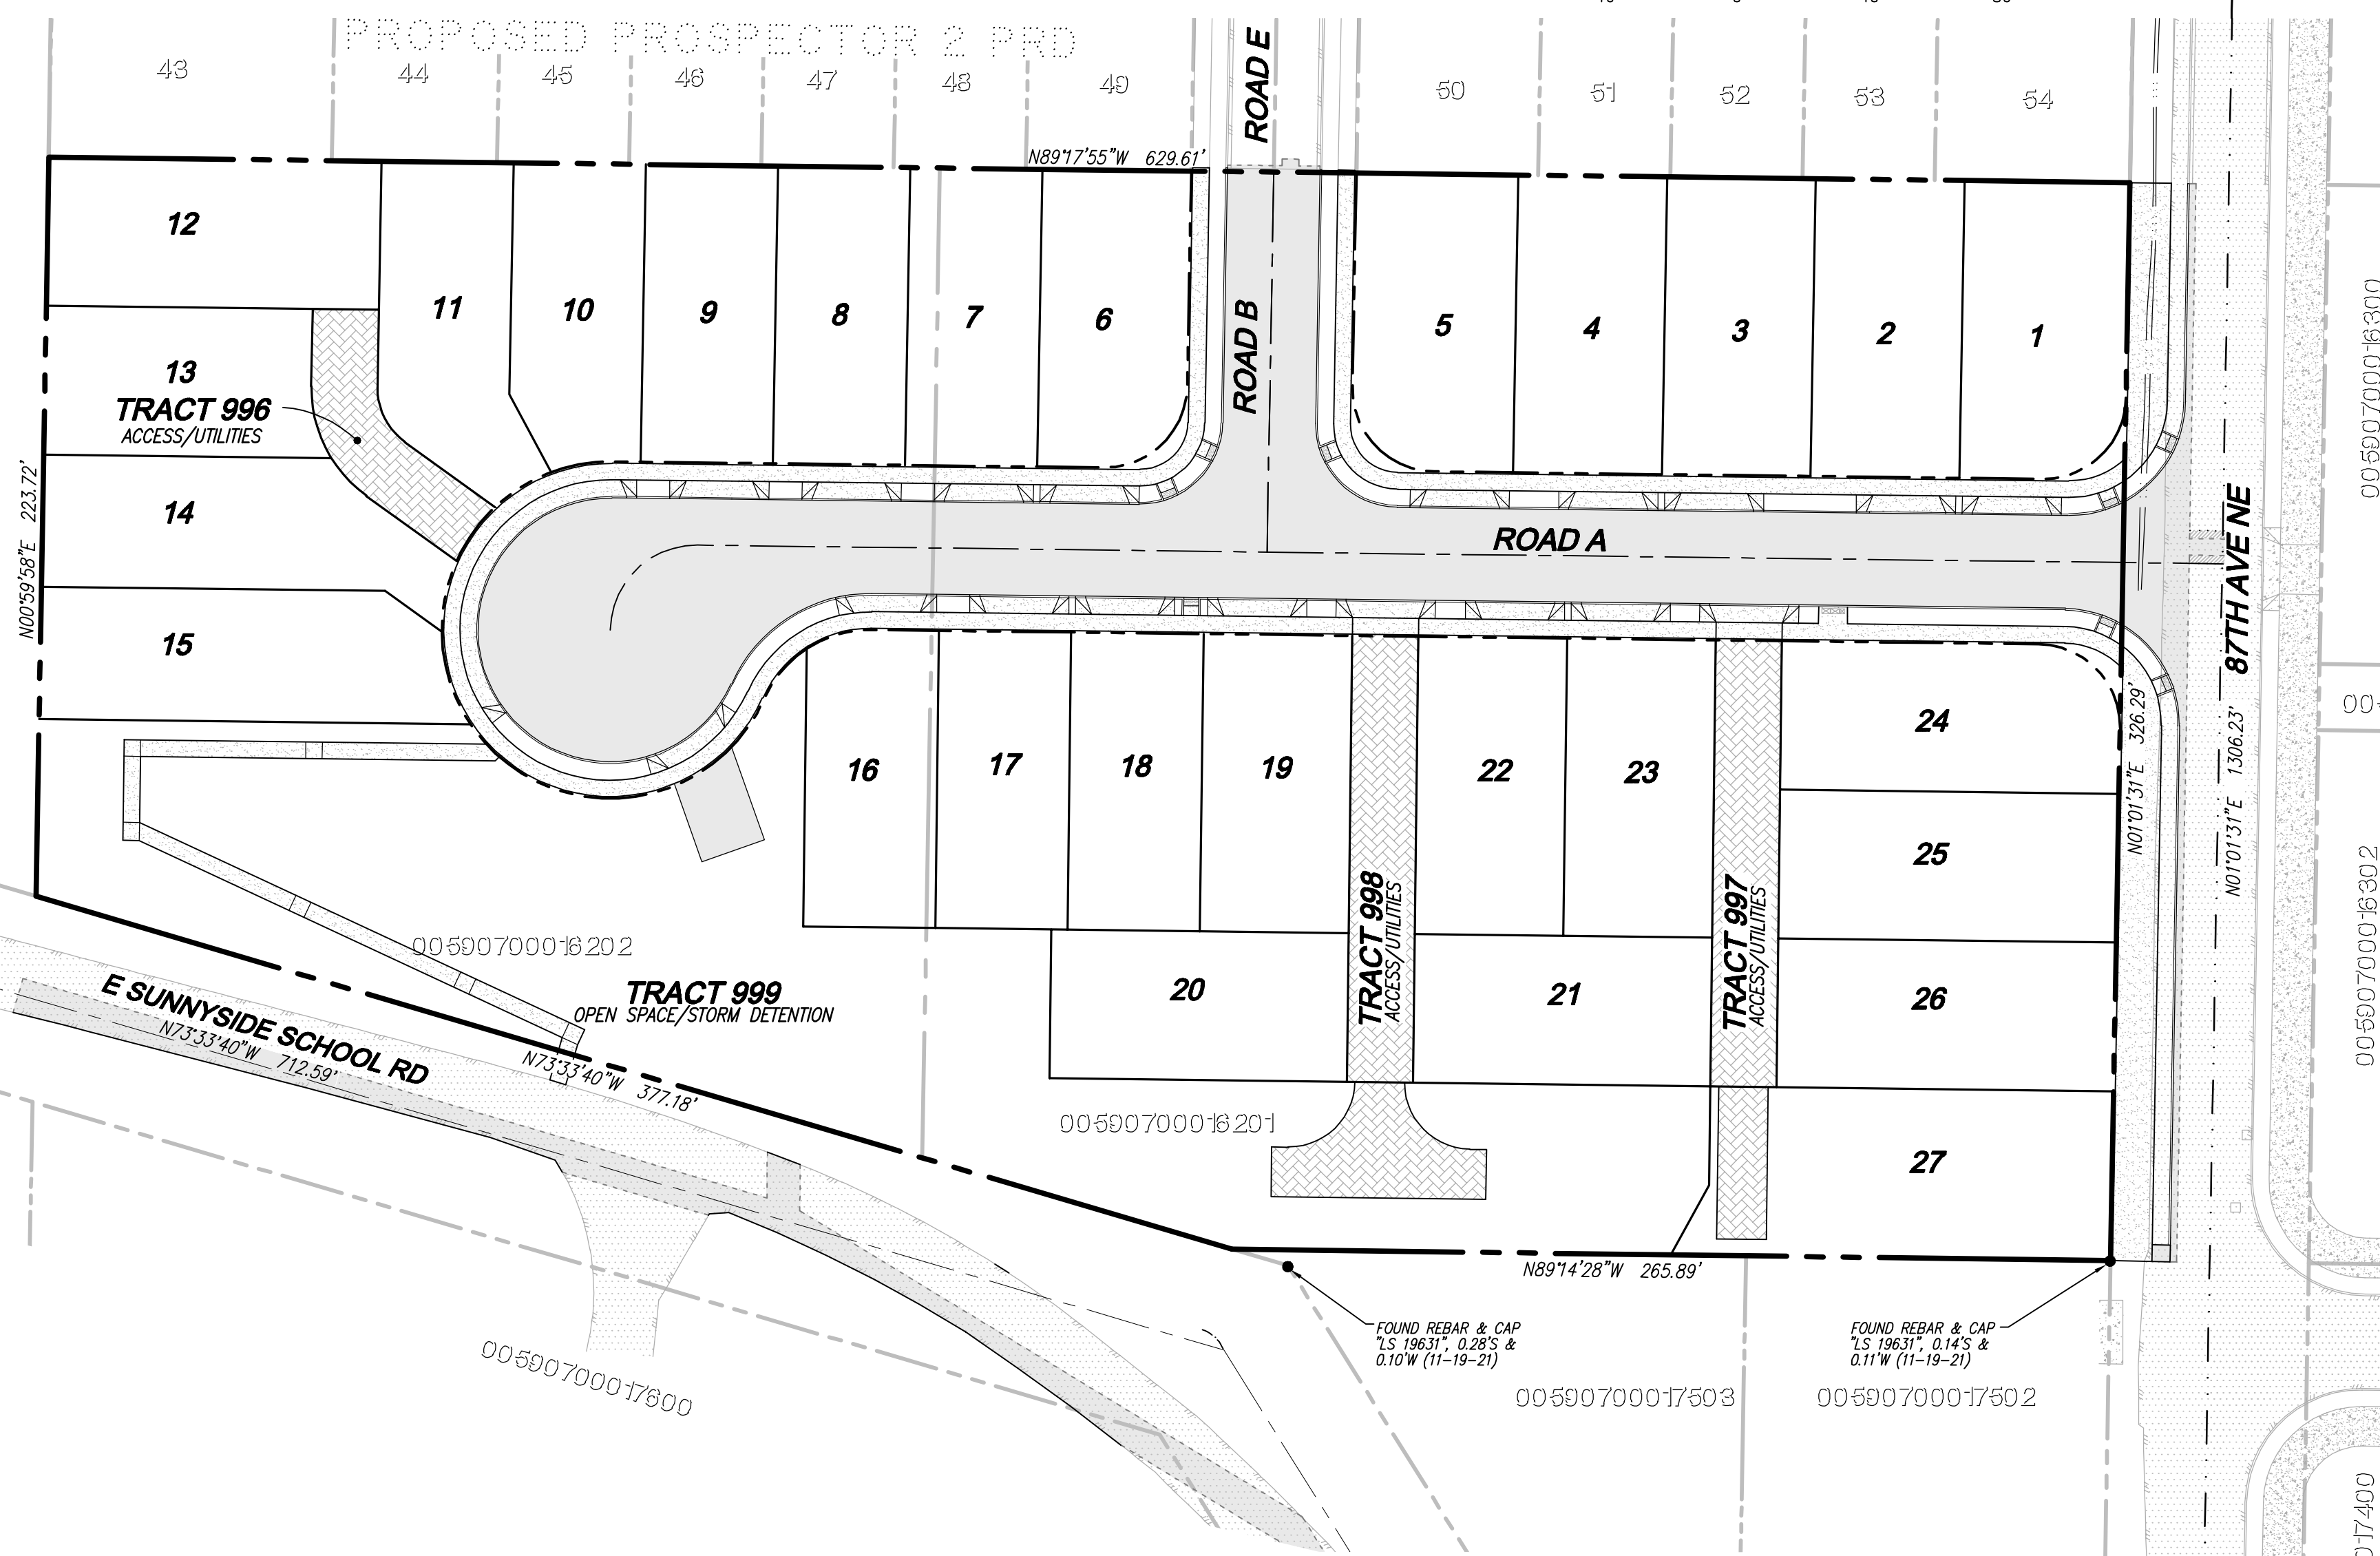 PROPOSED PROSPECTOR 2 PRD
43
44
45
46
47
48
49
ROAD E
50
51
52
53
54
N89°17'55"W 629.61'
12
11
10
9
8
7
6
ROAD B
5
4
3
2
1
13
TRACT 996
ACCESS/UTILITIES
14
15
N00°59'58"E 223.72'
ROAD A
87TH AVE NE
N01°01'31"E 326.29'
N01°01'31"E 1306.23'
00590700016300
00590700016302
16
17
18
19
22
23
24
25
26
27
20
21
TRACT 998
ACCESS/UTILITIES
TRACT 997
ACCESS/UTILITIES
00590700016202
TRACT 999
OPEN SPACE/STORM DETENTION
E SUNNYSIDE SCHOOL RD
N73°33'40"W 712.59'
N73°33'40"W 377.18'
00590700016201
N89°14'28"W 265.89'
FOUND REBAR & CAP
"LS 19631", 0.28'S &
0.10'W (11-19-21)
FOUND REBAR & CAP
"LS 19631", 0.14'S &
0.11'W (11-19-21)
00590700017600
00590700017503
00590700017502